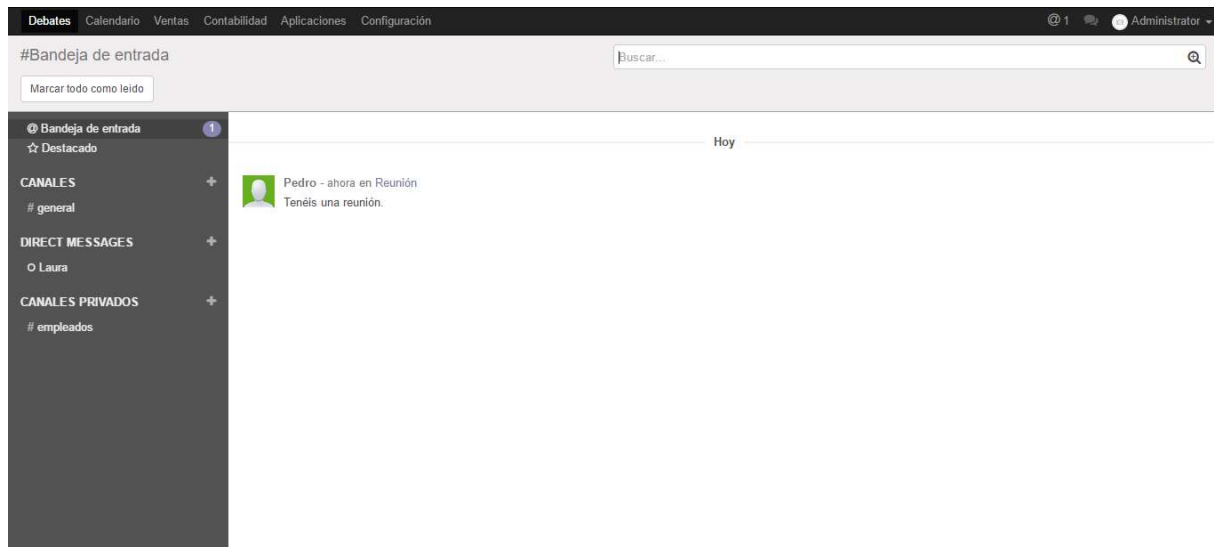 Debates Calendario Ventas Contabilidad Aplicaciones Configuración @ 1 Administrator
#Bandeja de entrada
Buscar...
Marcar todo como leído
@ Bandeja de entrada 1
Destacado
CANALES +
# general
DIRECT MESSAGES +
Laura
CANALES PRIVADOS +
# empleados
Hoy
Pedro - ahora en Reunión
Tenéis una reunión.